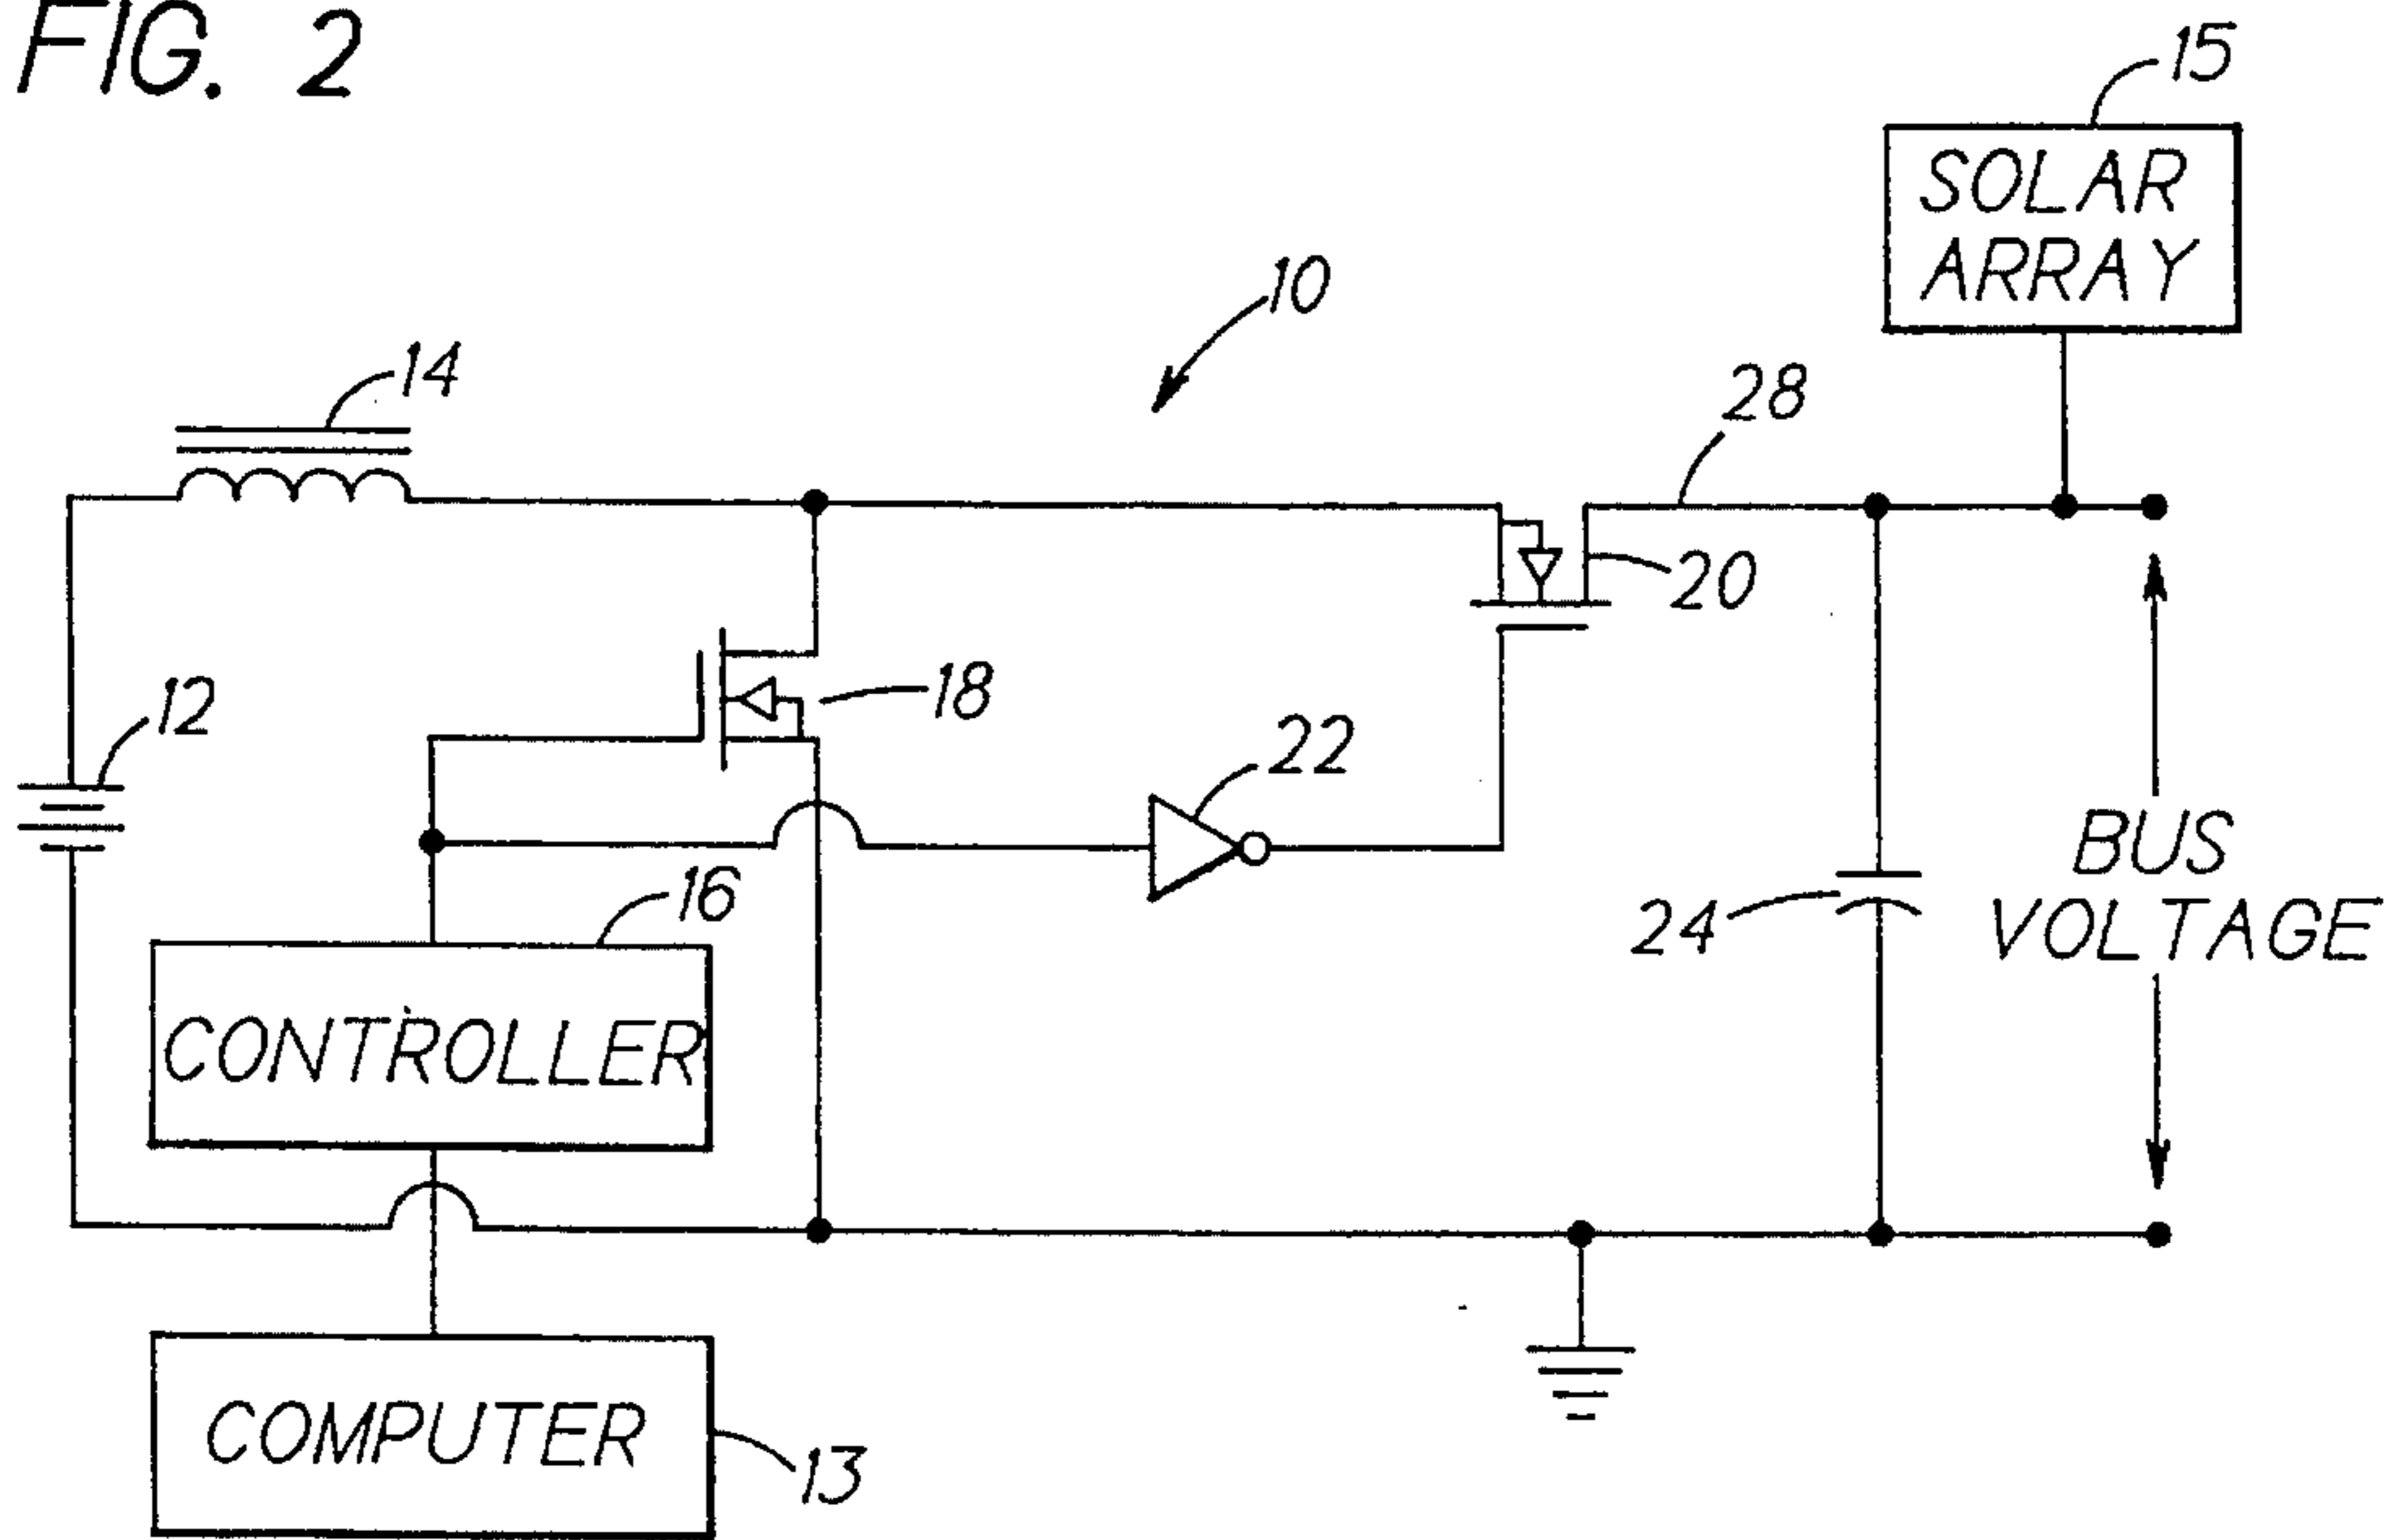 FIG. 2
15
SOLAR
ARRAY
10
14
28
20
18
12
22
BUS
VOLTAGE
16
24
CONTROLLER
COMPUTER
13